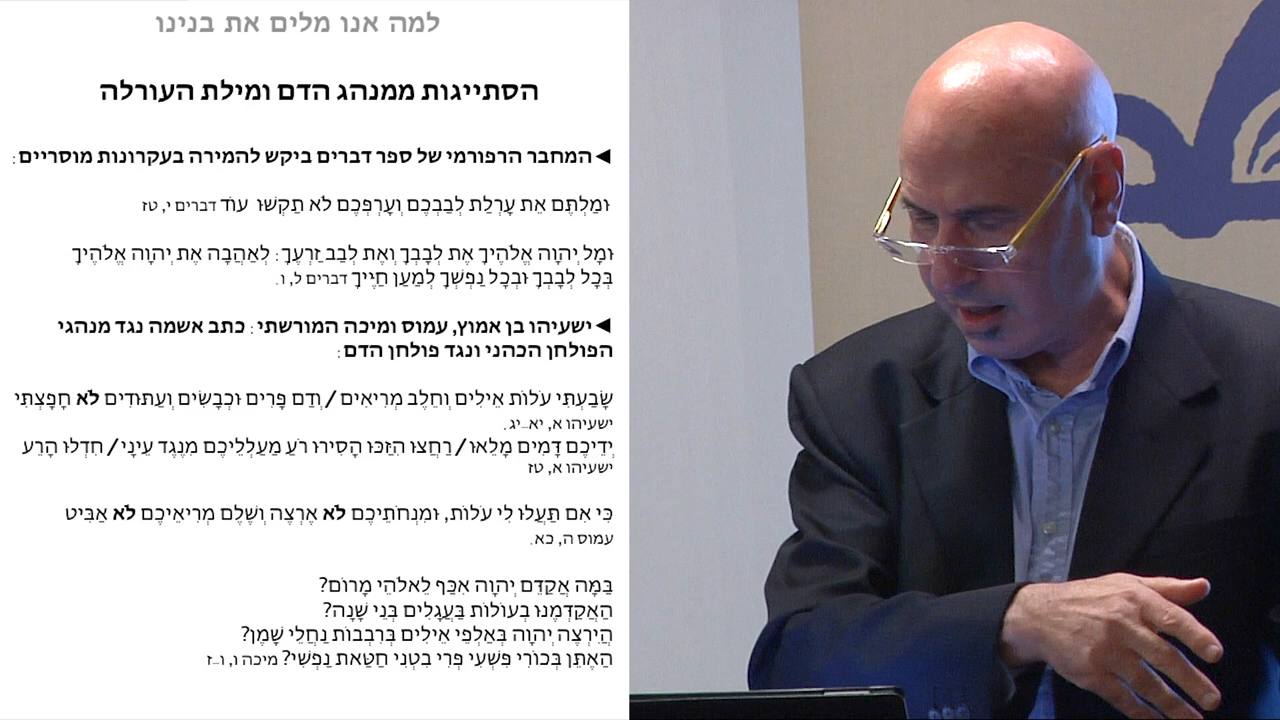 למה אנו מלים את בנינו
הסתייגות ממנהג הדם ומילת העורלה
◄המחבר הרפורמי של ספר דברים ביקש להמירה בעקרונות מוסריים:
וּמַלְתֶּם אֵת עָרְלַת לְבַבְכֶם וְעָרְפְּכֶם לֹא תַקְשׁוּ עוֹד דברים י, טז
וּמָל יְהוָה אֱלֹהֶיךָ אֶת לְבָבְךָ וְאֶת לְבַב זַרְעֶךָ: לְאַהֲבָה אֶת יְהוָה אֱלֹהֶיךָ
בְּכָל לְבָבְךָ וּבְכָל נַפְשְׁךָ לְמַעַן חַיֶּיךָ דברים ל, ו.
◄ישעיהו בן אמוץ, עמוס ומיכה המורשתי: כתב אשמה נגד מנהגי
הפולחן הכהני ונגד פולחן הדם:
שָׂבַעְתִּי עֹלוֹת אֵילִים וְחֵלֶב מְרִיאִים / וְדַם פָּרִים וּכְבָשִׂים וְעַתּוּדִים לֹא חָפָצְתִּי
ישעיהו א, יא–יג.
יְדֵיכֶם דָּמִים מָלֵאוּ / רַחֲצוּ הִזַּכּוּ הָסִירוּ רֹעַ מַעַלְלֵיכֶם מִנֶּגֶד עֵינָי / חִדְלוּ הָרֵעַ
ישעיהו א, טז
כִּי אִם תַּעֲלוּ לִי עֹלוֹת, וּמִנְחֹתֵיכֶם לֹא אֶרְצֶה וְשֶׁלֶם מְרִיאֵיכֶם לֹא אַבִּיט
עמוס ה, כא.
בַּמָּה אֲקַדֵּם יְהוָה אִכַּף לֵאלֹהֵי מָרוֹם?
הַאֲקַדְּמֶנּוּ בְעוֹלוֹת בַּעֲגָלִים בְּנֵי שָׁנָה?
הֲיִרְצֶה יְהוָה בְּאַלְפֵי אֵילִים בְּרִבְבוֹת נַחֲלֵי שָׁמֶן?
הַאֶתֵּן בְּכוֹרִי פִּשְׁעִי פְּרִי בִטְנִי חַטַּאת נַפְשִׁי? מיכה ו, ו–ז